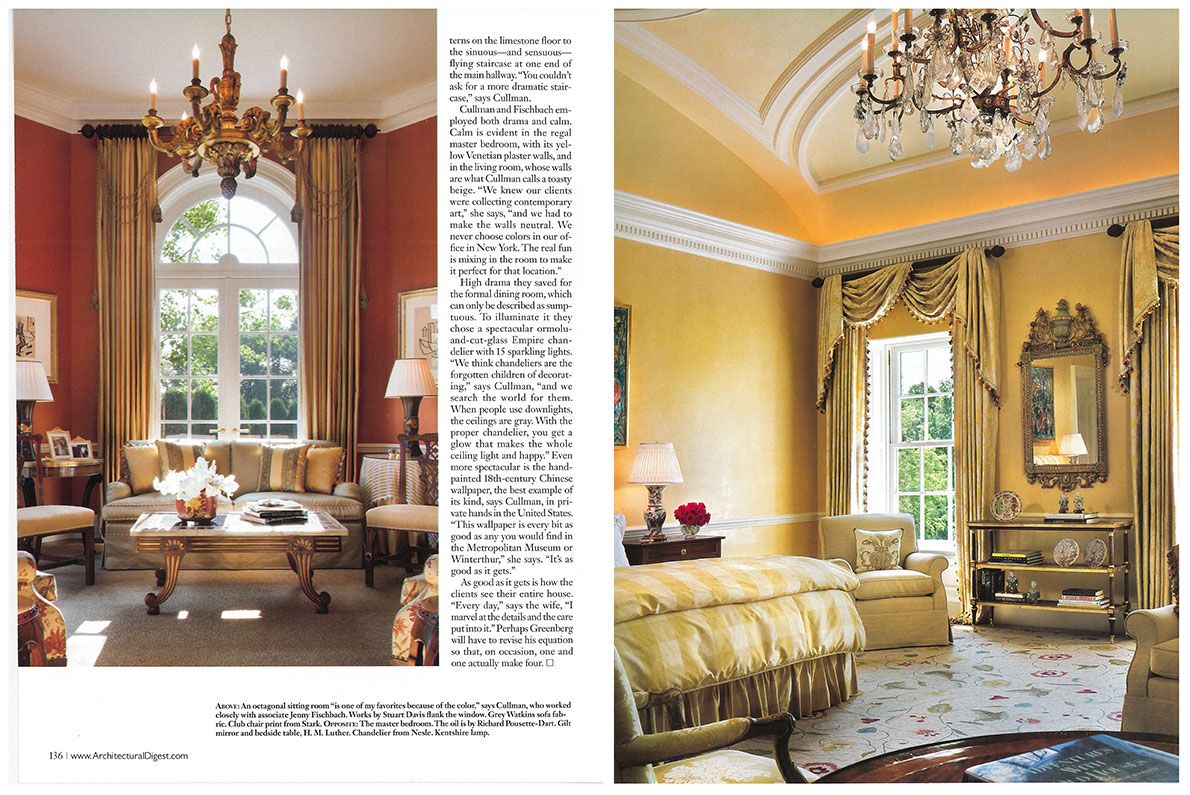 terns on the limestone floor to
the sinuous—and sensuous—
flying staircase at one end of
the main hallway. "You couldn't
ask for a more dramatic stair-
case," says Cullman.
Cullman and Fischbach em-
ployed both drama and calm.
Calm is evident in the regal
master bedroom, with its yel-
low Venetian plaster walls, and
in the living room, whose walls
are what Cullman calls a toasty
beige. "We knew our clients
were collecting contemporary
art," she says, "and we had to
make the walls neutral. We
never choose colors in our of-
fice in New York. The real fun
is mixing in the room to make
it perfect for that location."
High drama they saved for
the formal dining room, which
can only be described as sump-
tuous. To illuminate it they
chose a spectacular ormolu-
and-cut-glass Empire chan-
delier with 15 sparkling lights.
"We think chandeliers are the
forgotten children of decorat-
ing," says Cullman, "and we
search the world for them.
When people use downlights,
the ceilings are gray. With the
proper chandelier, you get a
glow that makes the whole
ceiling light and happy." Even
more spectacular is the hand-
painted 18th-century Chinese
wallpaper, the best example of
its kind, says Cullman, in pri-
vate hands in the United States.
"This wallpaper is every bit as
good as any you would find in
the Metropolitan Museum or
Winterthur," she says. "It's as
good as it gets."
As good as it gets is how the
clients see their entire house.
"Every day," says the wife, "I
marvel at the details and the care
put into it." Perhaps Greenberg
will have to revise his equation
so that, on occasion, one and
one actually make four. □
ABOVE: An octagonal sitting room "is one of my favorites because of the color," says Cullman, who worked
closely with associate Jenny Fischbach. Works by Stuart Davis flank the window. Grey Watkins sofa fab-
ric. Club chair print from Stark. OPPOSITE: The master bedroom. The oil is by Richard Pousette-Dart. Gilt
mirror and bedside table, H. M. Luther. Chandelier from Nesle. Kentshire lamp.
136 | www.ArchitecturalDigest.com